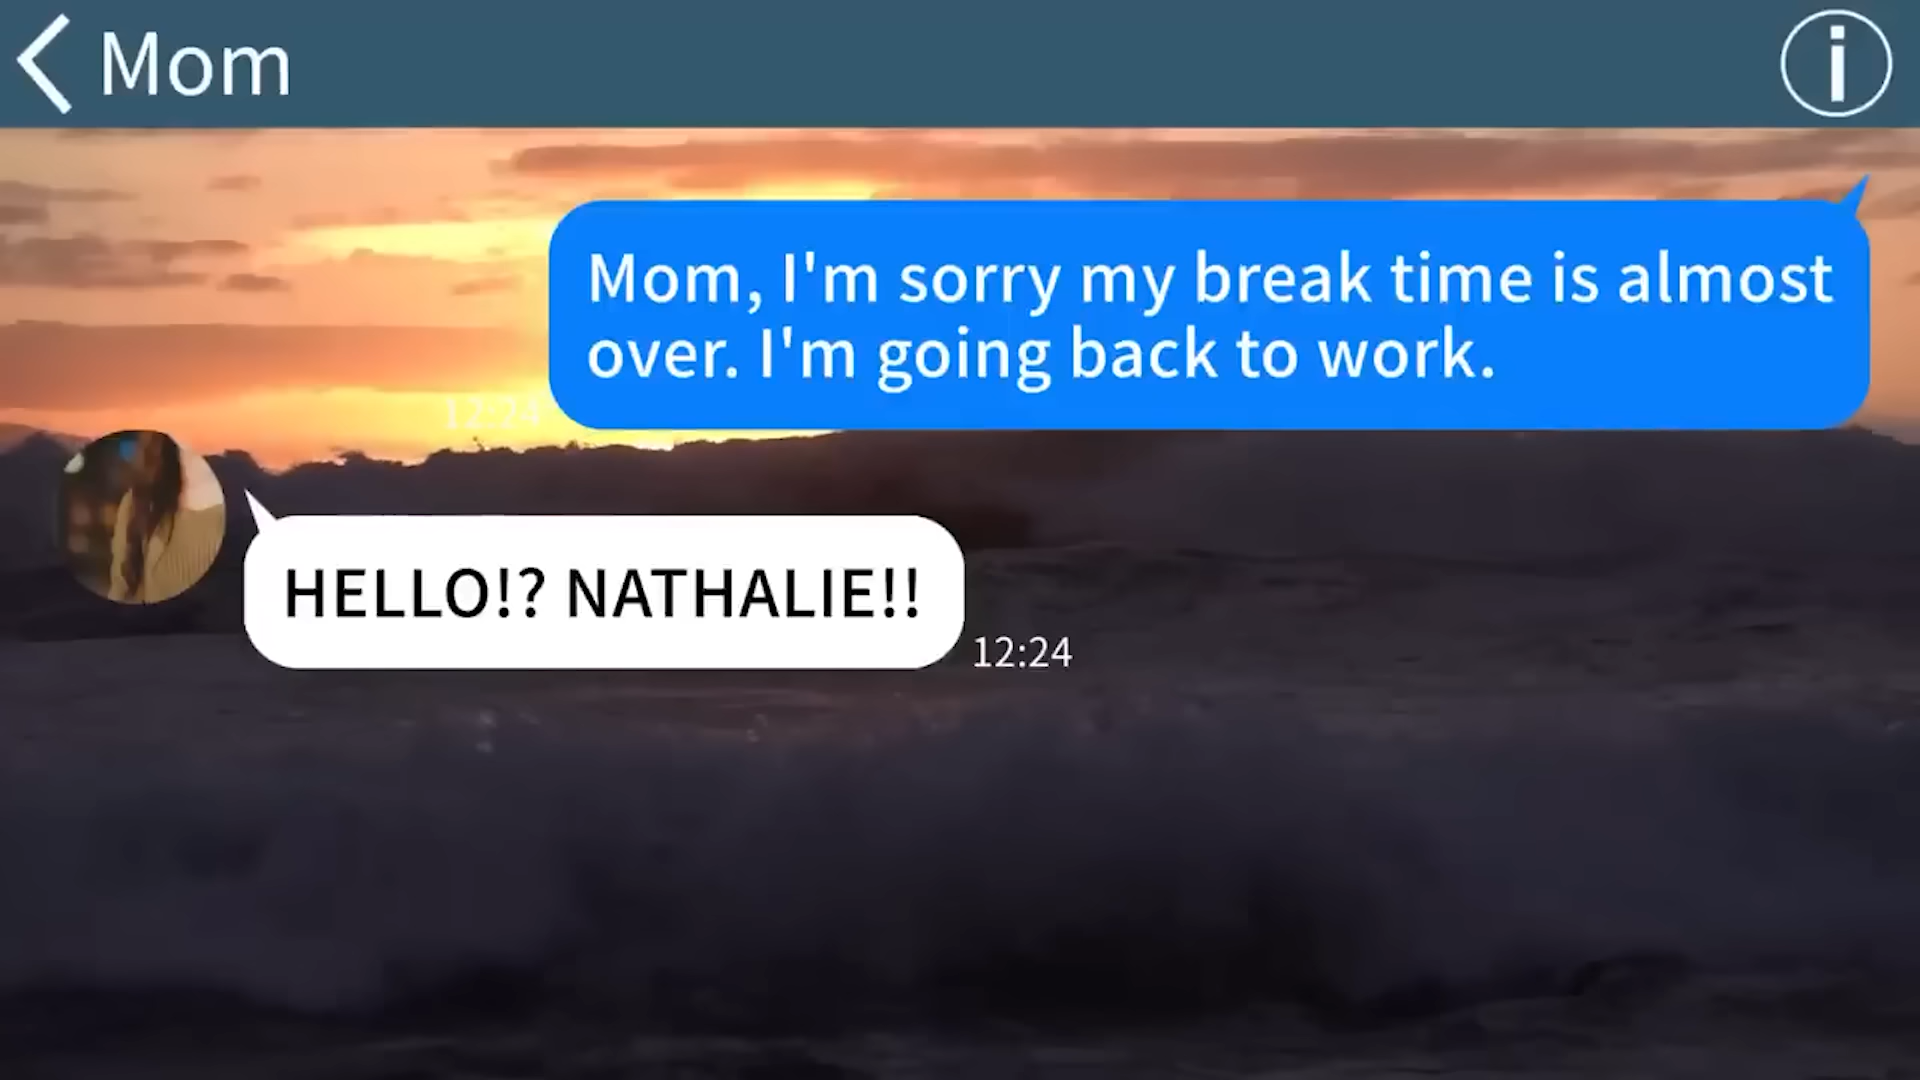 Mom
Mom, I'm sorry my break time is almost
over. I'm going back to work.
12:24
HELLO!? NATHALIE!!
12:24